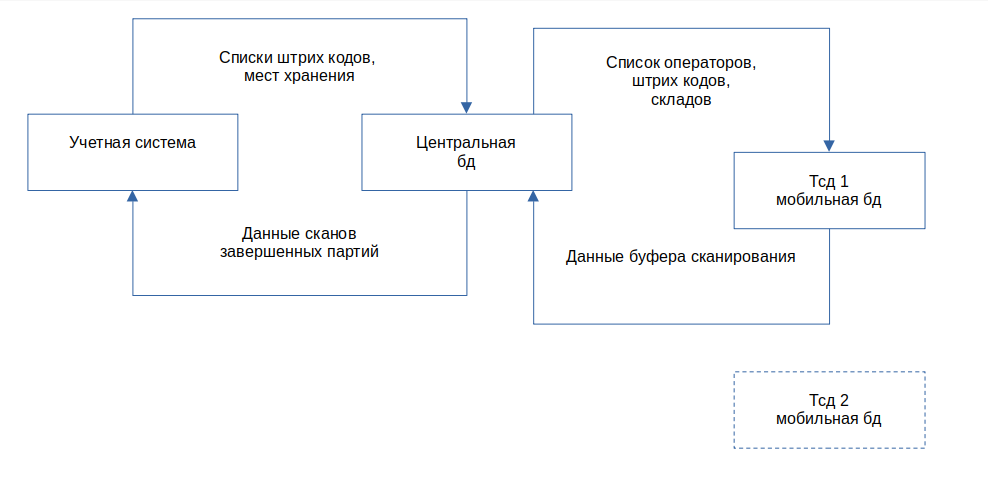 Списки штрих кодов,
мест хранения
Список операторов,
штрих кодов,
складов
Учетная система
Центральная
бд
Тсд 1
мобильная бд
Данные сканов
завершенных партий
Данные буфера сканирования
Тсд 2
мобильная бд